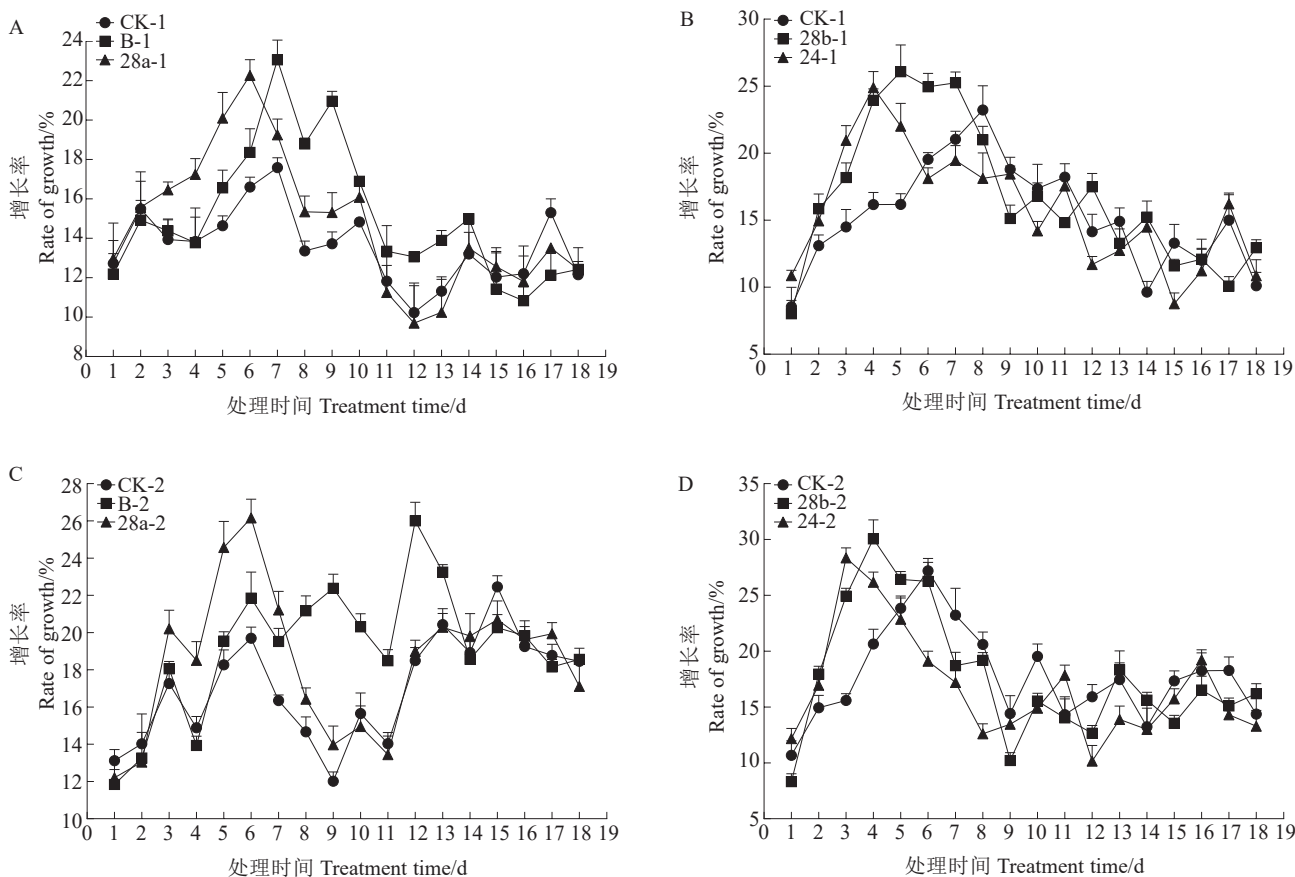 A
CK-1
B-1
28a-1
24
22
20
18
16
14
12
10
8
增长率
Rate of growth/%
0 1 2 3 4 5 6 7 8 9 10 11 12 13 14 15 16 17 18 19
处理时间 Treatment time/d
B
CK-1
28b-1
24-1
30
25
20
15
10
5
增长率
Rate of growth/%
0 1 2 3 4 5 6 7 8 9 10 11 12 13 14 15 16 17 18 19
处理时间 Treatment time/d
C
CK-2
B-2
28a-2
28
26
24
22
20
18
16
14
12
10
增长率
Rate of growth/%
0 1 2 3 4 5 6 7 8 9 10 11 12 13 14 15 16 17 18 19
处理时间 Treatment time/d
D
CK-2
28b-2
24-2
35
30
25
20
15
10
5
增长率
Rate of growth/%
0 1 2 3 4 5 6 7 8 9 10 11 12 13 14 15 16 17 18 19
处理时间 Treatment time/d